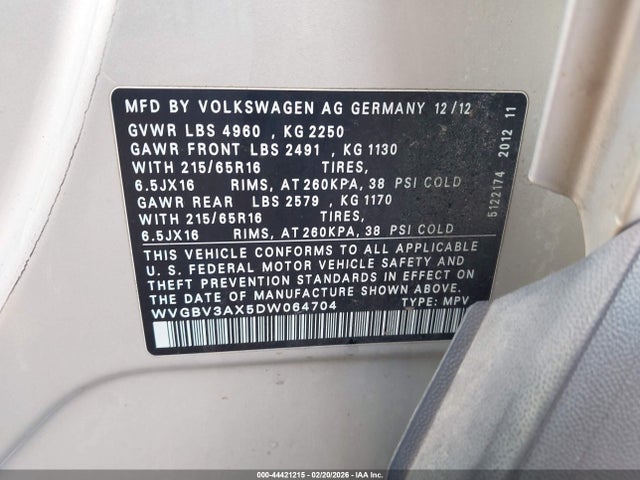 MFD BY VOLKSWAGEN AG GERMANY 12/12
GVWR LBS 4960 , KG 2250
GAWR FRONT LBS 2491 , KG 1130
WITH 215/65R16 TIRES,
6.5JX16 RIMS, AT 260KPA, 38 PSI COLD
GAWR REAR LBS 2579 , KG 1170
WITH 215/65R16 TIRES,
6.5JX16 RIMS, AT 260KPA, 38 PSI COLD
THIS VEHICLE CONFORMS TO ALL APPLICABLE
U. S. FEDERAL MOTOR VEHICLE SAFETY AND
THEFT PREVENTION STANDARDS IN EFFECT ON
THE DATE OF MANUFACTURE SHOWN ABOVE.
WVGBV3AX5DW064704 TYPE: MPV
5122174 2012 11
000-44421215 - 02/20/2026 - IAAI.COM